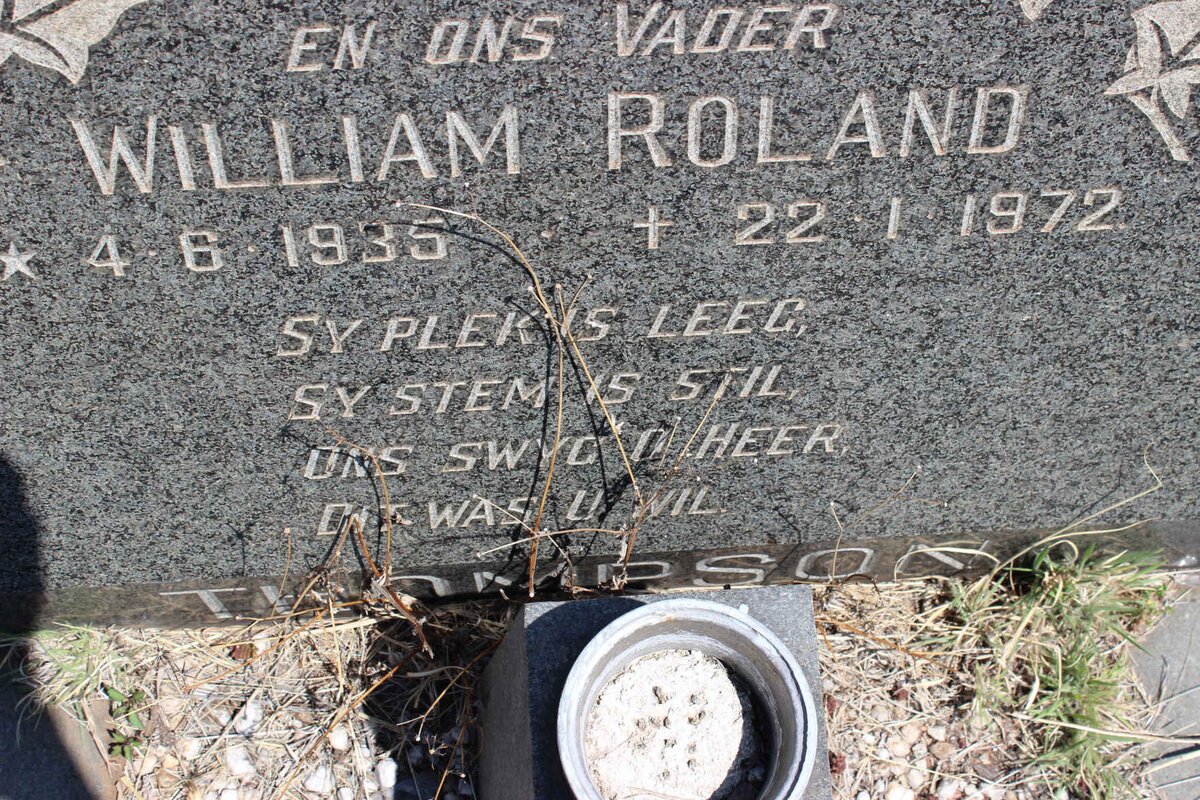 EN ONS VADER
WILLIAM ROLAND
4·6·1935 + 22·1·1972.
SY PLEK IS LEEG,
SY STEM IS STIL,
ONS SWYG O, HEER,
DIT WAS U WIL.
THOMPSON